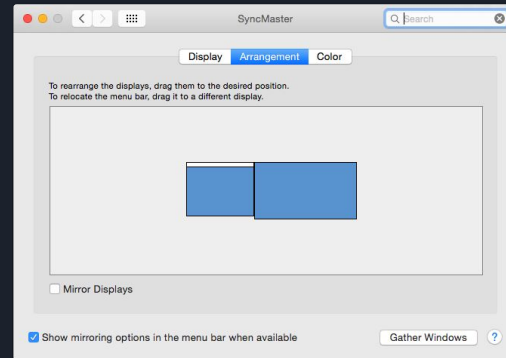 SyncMaster
Search
Display Arrangement Color
To rearrange the displays, drag them to the desired position.
To relocate the menu bar, drag it to a different display.
Mirror Displays
Show mirroring options in the menu bar when available
Gather Windows ?